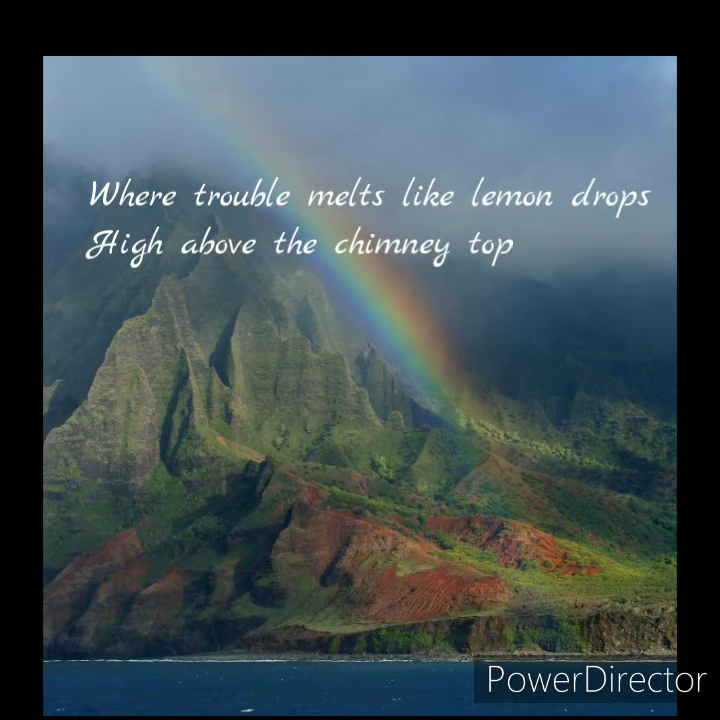 Where trouble melts like lemon drops
High above the chimney top
PowerDirector